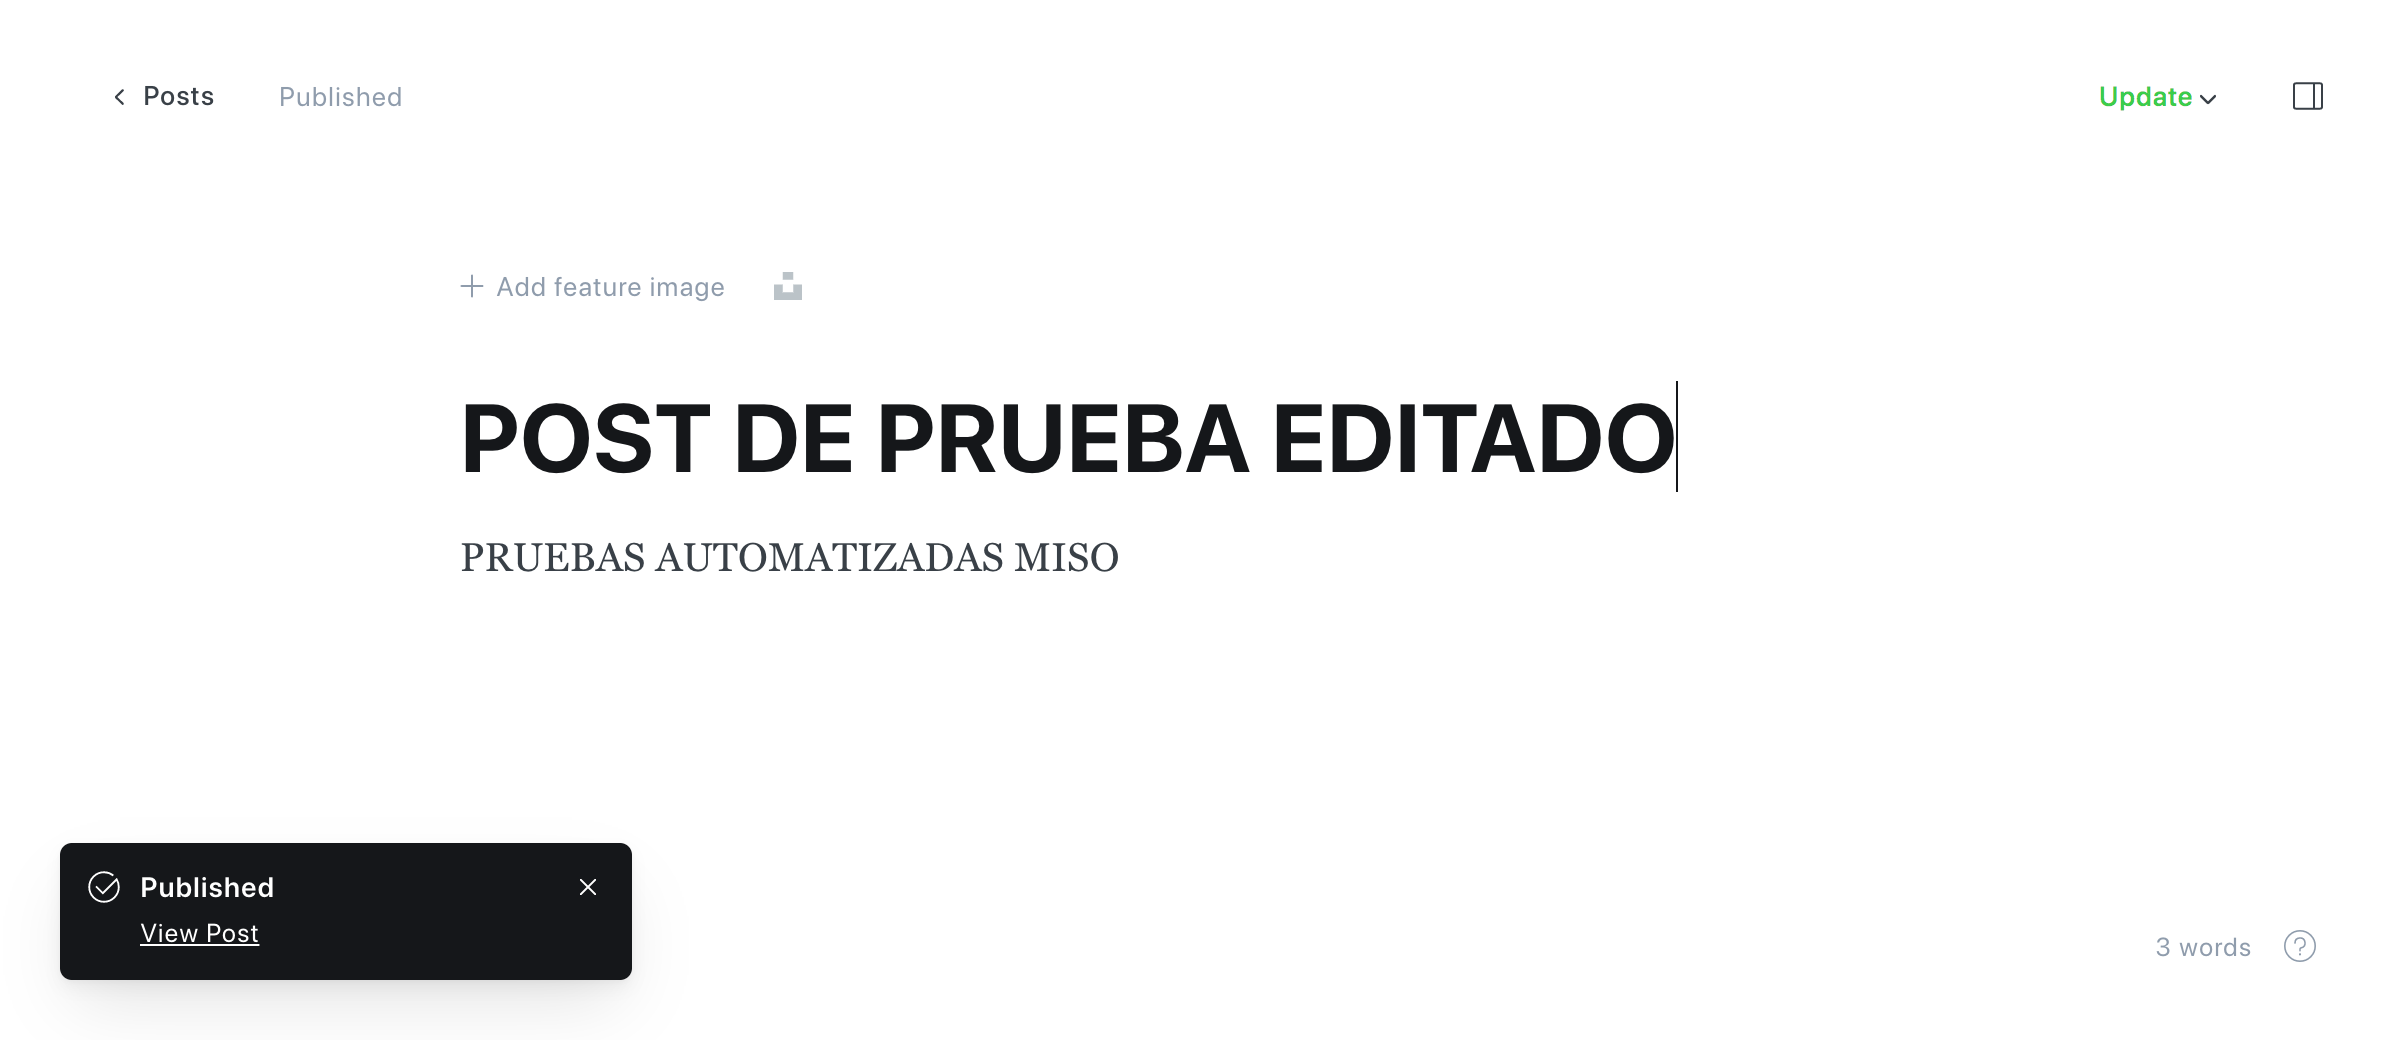 Posts
Published
Update
Add feature image
POST DE PRUEBA EDITADO
PRUEBAS AUTOMATIZADAS MISO
Published
View Post
3 words
?